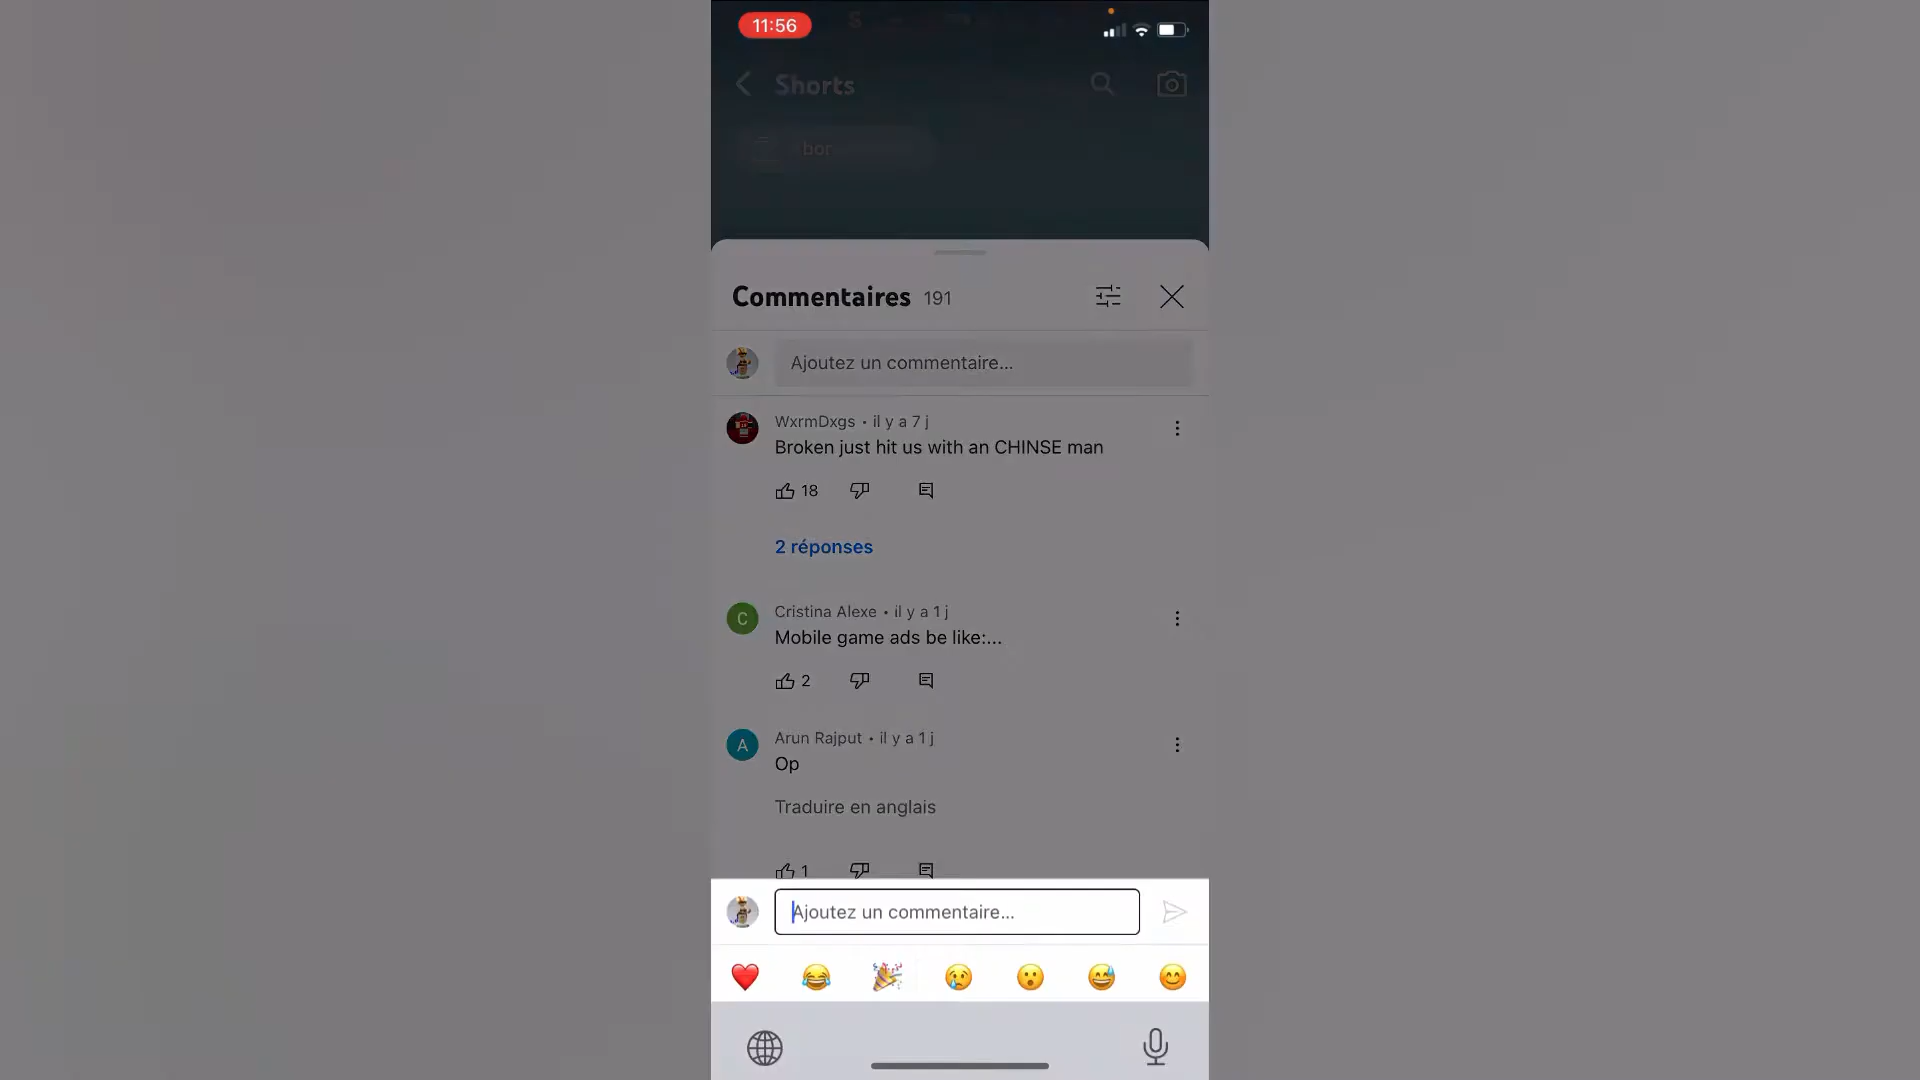 11:56
Shorts
bor
Commentaires 191
Ajoutez un commentaire...
WxrmDxgs • il y a 7 j
Broken just hit us with an CHINSE man
18
2 réponses
C
Cristina Alexe • il y a 1 j
Mobile game ads be like:...
2
A
Arun Rajput • il y a 1 j
Op
Traduire en anglais
1
Ajoutez un commentaire...